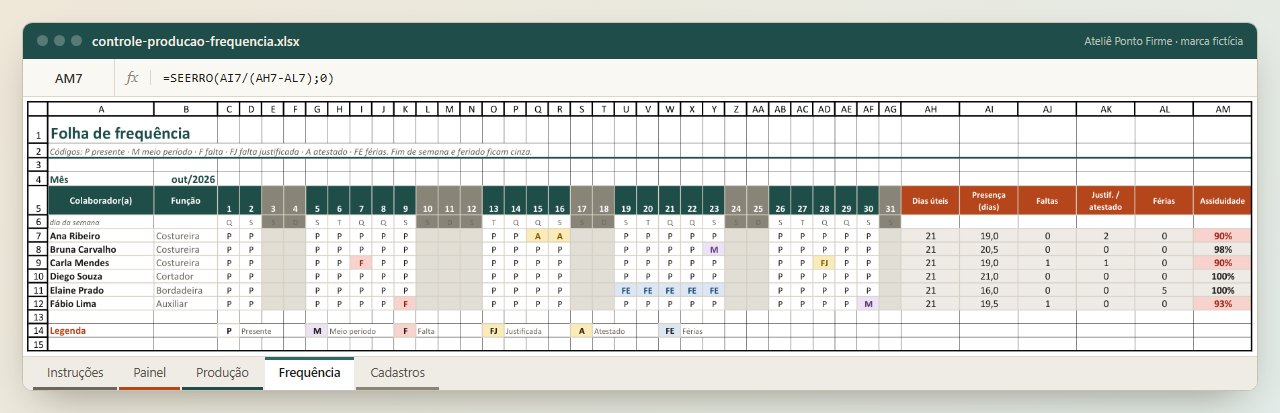 controle-producao-frequencia.xlsx
Ateliê Ponto Firme · marca fictícia
AM7 fx =SEERRO(AI7/(AH7-AL7);0)
A B C D E F G H I J K L M N O P Q R S T U V W X Y Z AA AB AC AD AE AF AG AH AI AJ AK AL AM
1 Folha de frequência
2 Códigos: P presente · M meio período · F falta · FJ falta justificada · A atestado · FE férias. Fim de semana e feriado ficam cinza.
3
4 Mês out/2026
5 Colaborador(a) Função 1 2 3 4 5 6 7 8 9 10 11 12 13 14 15 16 17 18 19 20 21 22 23 24 25 26 27 28 29 30 31 Dias úteis Presença (dias) Faltas Justif. / atestado Férias Assiduidade
6 dia da semana Q S S D S T Q Q S S D S T Q Q S S D S T Q Q S S D S T Q Q S S
7 Ana Ribeiro Costureira P P P P P P P P P A A P P P P P P P P P P 21 19,0 0 2 0 90%
8 Bruna Carvalho Costureira P P P P P P P P P P P P P P P M P P P P P 21 20,5 0 0 0 98%
9 Carla Mendes Costureira P P P P F P P P P P P P P P P P P P FJ P P 21 19,0 1 1 0 90%
10 Diego Souza Cortador P P P P P P P P P P P P P P P P P P P P P 21 21,0 0 0 0 100%
11 Elaine Prado Bordadeira P P P P P P P P P P P FE FE FE FE FE P P P P P 21 16,0 0 0 5 100%
12 Fábio Lima Auxiliar P P P P P P F P P P P P P P P P P P P P M 21 19,5 1 0 0 93%
13
14 Legenda P Presente M Meio período F Falta FJ Justificada A Atestado FE Férias
15
Instruções Painel Produção Frequência Cadastros